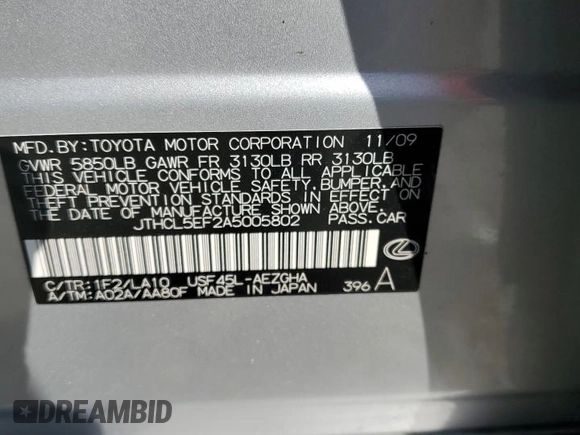 MFD.BY:TOYOTA MOTOR CORPORATION 11/09
GVWR 5850LB GAWR FR 3130LB RR 3130LB
THIS VEHICLE CONFORMS TO ALL APPLICABLE
FEDERAL MOTOR VEHICLE SAFETY,BUMPER,AND
THEFT PREVENTION STANDARDS IN EFFECT ON
THE DATE OF MANUFACTURE SHOWN ABOVE.
JTHCL5EF2A5005802 PASS.CAR
C/TR:1F2/LA10 USF45L-AEZGHA
A/TM:A02A/AA80F MADE IN JAPAN 396 A
DREAMBID